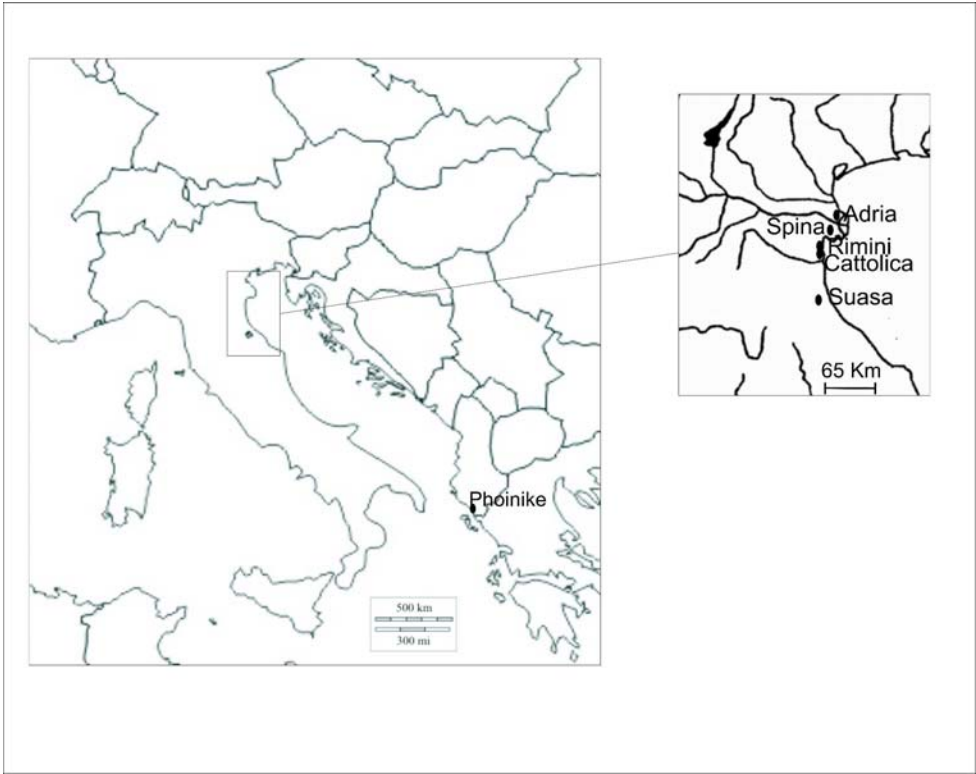 Phoinike
500 km
300 mi
Adria
Spina
Rimini
Cattolica
Suasa
65 Km